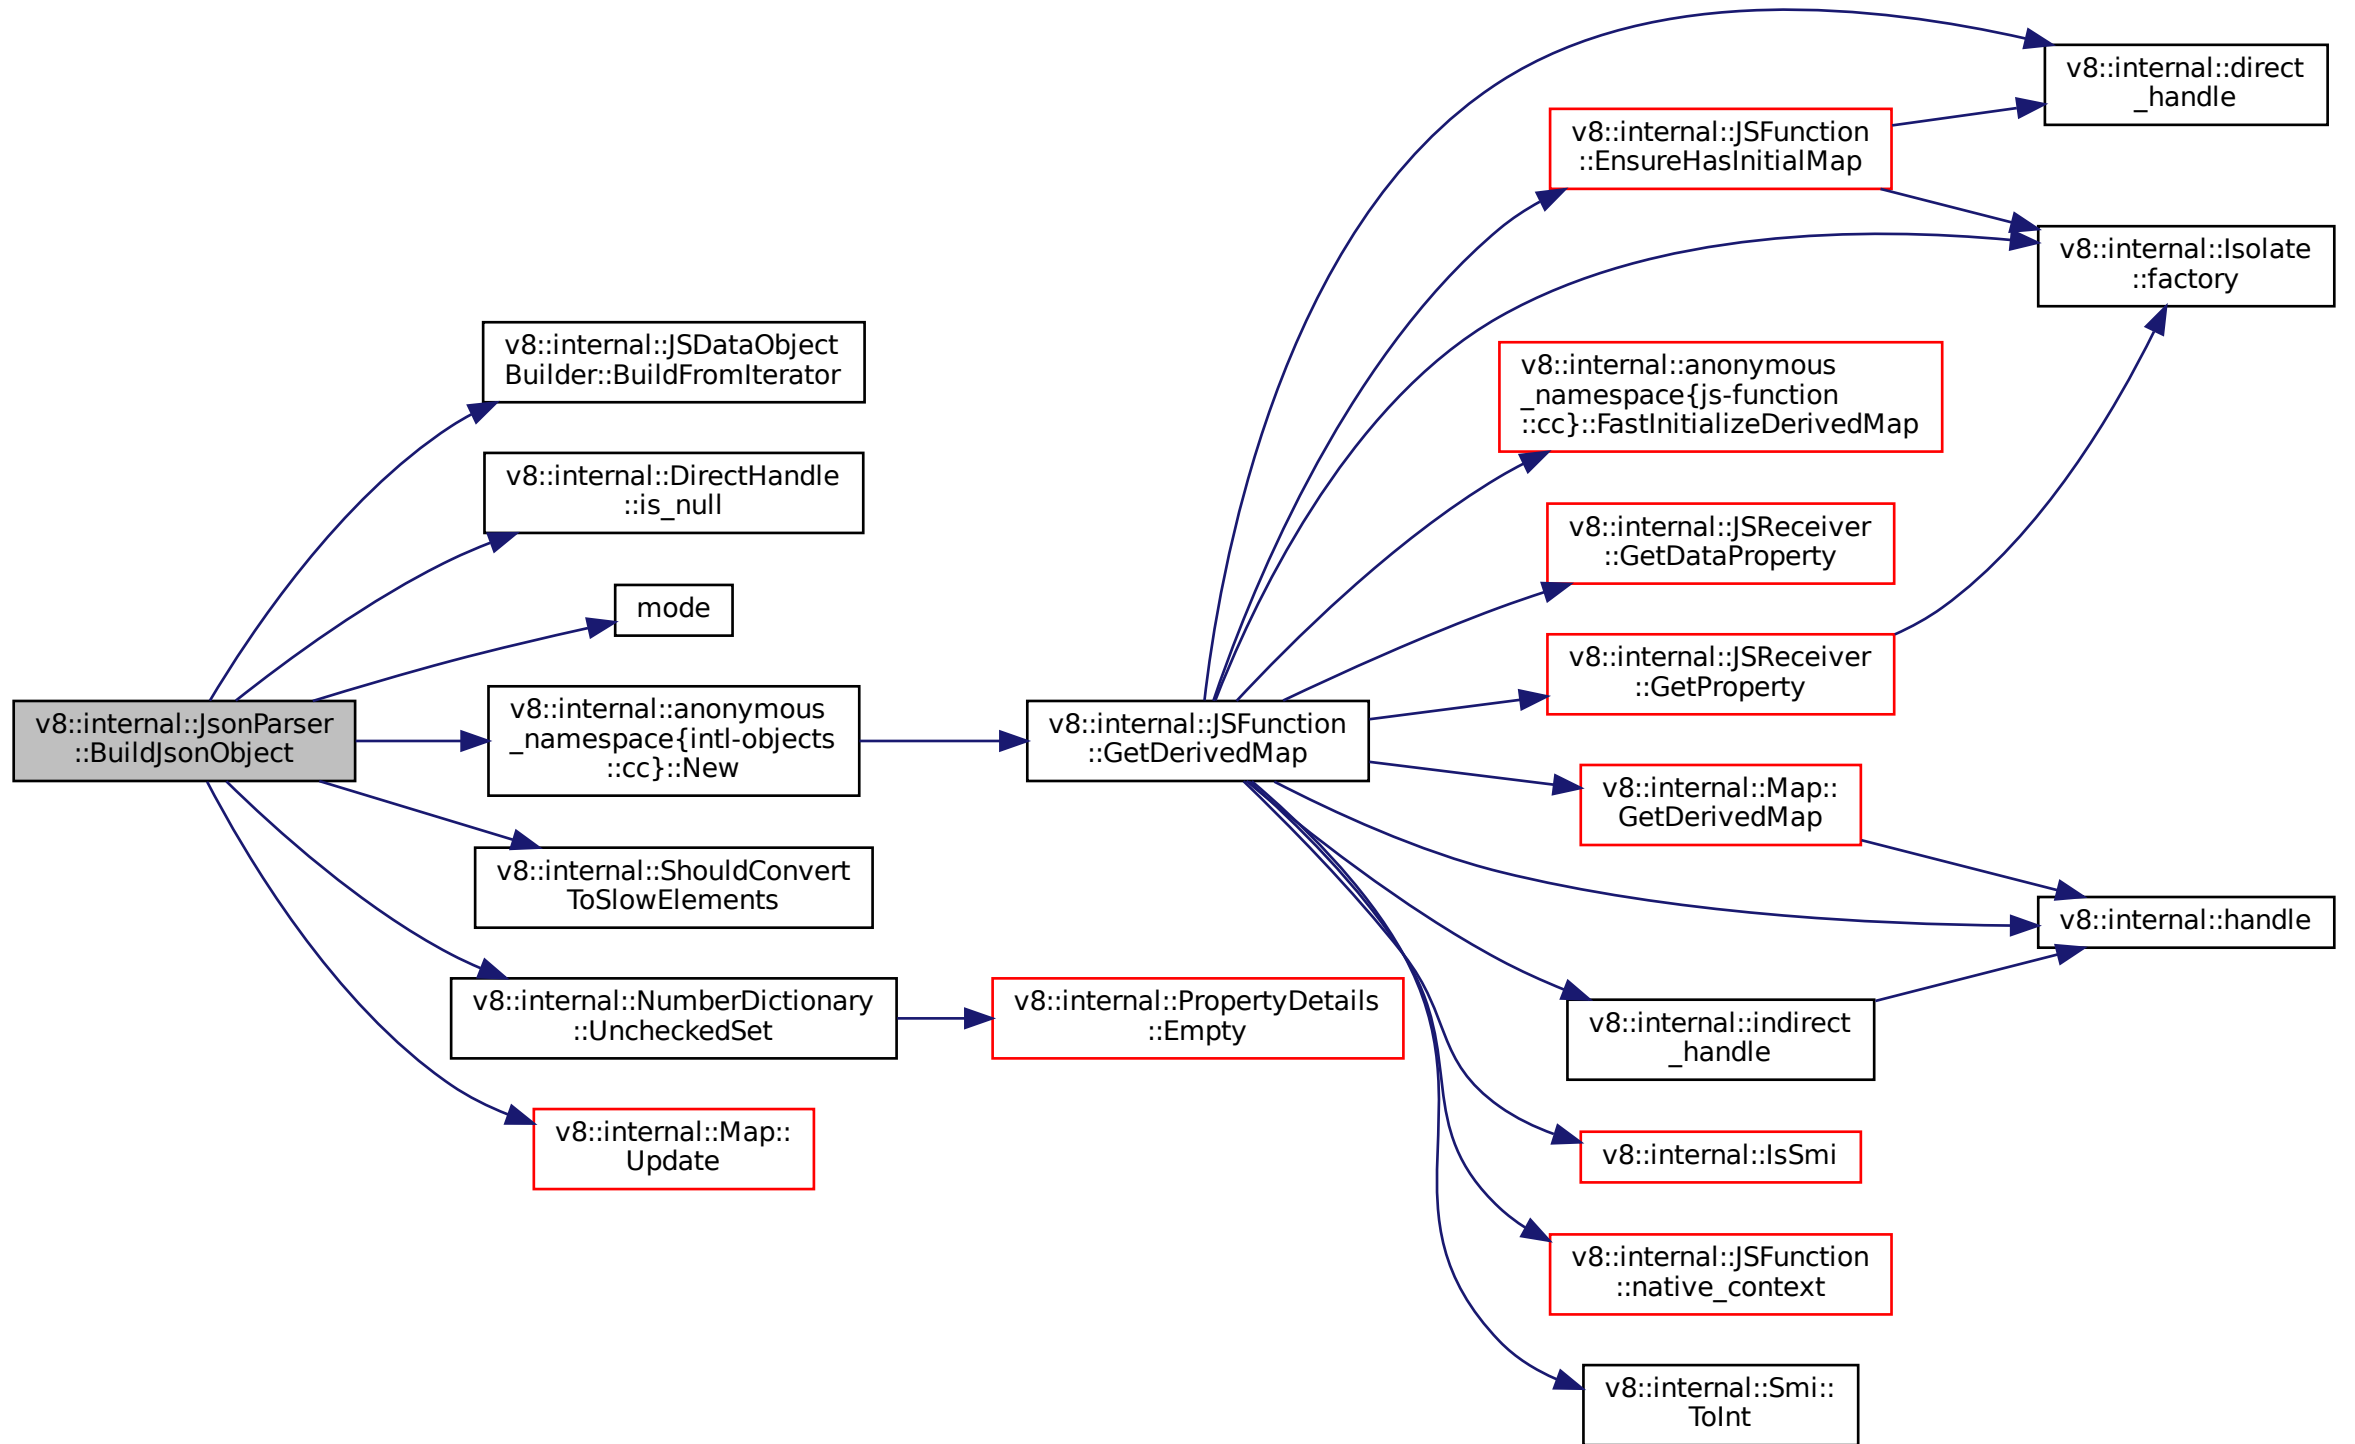 v8::internal::JsonParser
::BuildJsonObject
v8::internal::JSDataObject
Builder::BuildFromIterator
v8::internal::DirectHandle
::is_null
mode
v8::internal::anonymous
_namespace{intl-objects
::cc}::New
v8::internal::ShouldConvert
ToSlowElements
v8::internal::NumberDictionary
::UncheckedSet
v8::internal::Map::
Update
v8::internal::JSFunction
::GetDerivedMap
v8::internal::PropertyDetails
::Empty
v8::internal::JSFunction
::EnsureHasInitialMap
v8::internal::anonymous
_namespace{js-function
::cc}::FastInitializeDerivedMap
v8::internal::JSReceiver
::GetDataProperty
v8::internal::JSReceiver
::GetProperty
v8::internal::Map::
GetDerivedMap
v8::internal::indirect
_handle
v8::internal::IsSmi
v8::internal::JSFunction
::native_context
v8::internal::Smi::
ToInt
v8::internal::direct
_handle
v8::internal::Isolate
::factory
v8::internal::handle